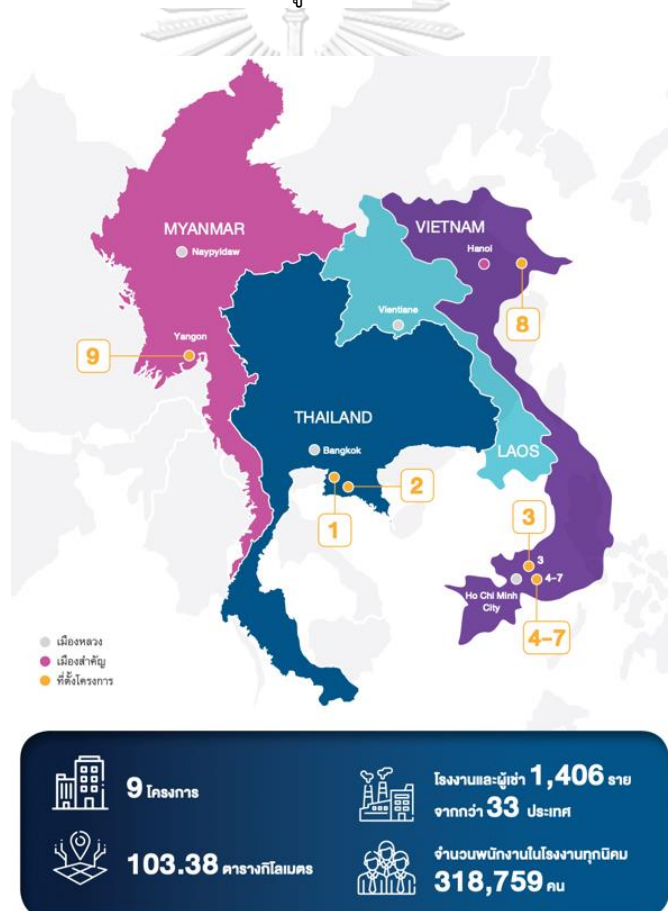 MYANMAR
Naypyidaw
VIETNAM
Hanoi
8
Vientiane
Yangon
9
THAILAND
Bangkok
LAOS
1
2
3
3
4-7
Ho Chi Minh
City
4-7
เมืองหลวง
เมืองสำคัญ
ที่ตั้งโครงการ
9 โครงการ
โรงงานและผู้เช่า 1,406 ราย
จากกว่า 33 ประเทศ
103.38 ตารางกิโลเมตร
จำนวนพนักงานในโรงงานทุกนิคม
318,759 คน